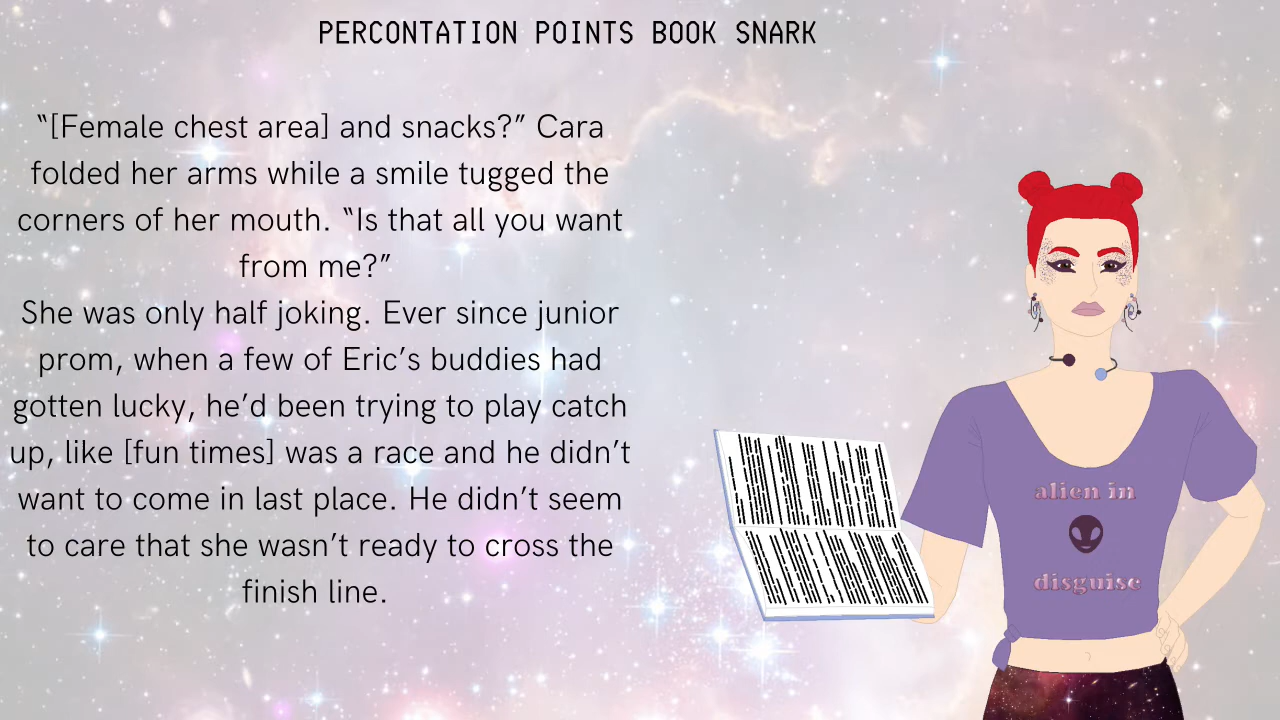 PERCONTATION POINTS BOOK SNARK
“[Female chest area] and snacks?” Cara
folded her arms while a smile tugged the
corners of her mouth. “Is that all you want
from me?”
She was only half joking. Ever since junior
prom, when a few of Eric’s buddies had
gotten lucky, he’d been trying to play catch
up, like [fun times] was a race and he didn’t
want to come in last place. He didn’t seem
to care that she wasn’t ready to cross the
finish line.
alien in
disguise